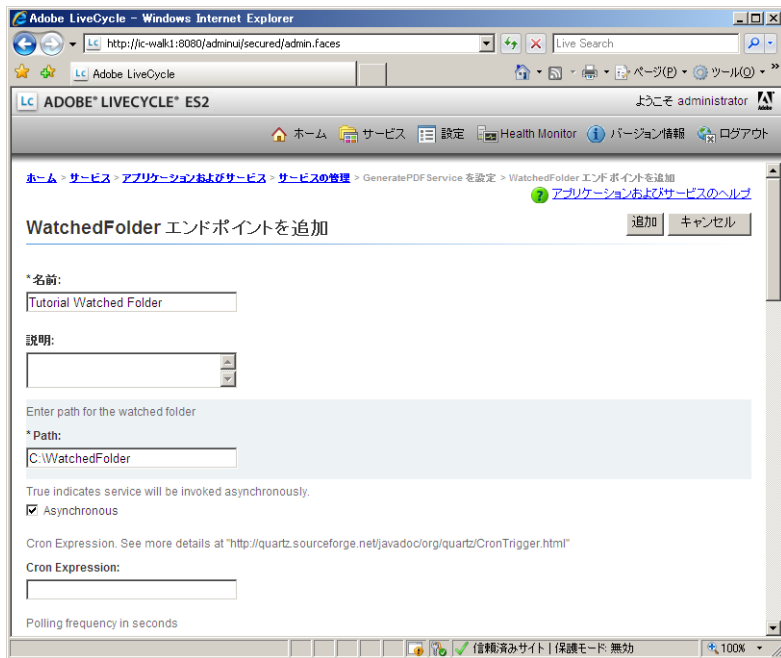 Adobe LiveCycle - Windows Internet Explorer
http://lc-walk1:8080/adminui/secured/admin.faces
Live Search
Adobe LiveCycle
ページ(P)
ツール(O)
ADOBE® LIVECYCLE® ES2
ようこそ administrator
Adobe
ホーム サービス 設定 Health Monitor バージョン情報 ログアウト
ホーム > サービス > アプリケーションおよびサービス > サービスの管理 > GeneratePDFService を設定 > WatchedFolder エンドポイントを追加
アプリケーションおよびサービスのヘルプ
WatchedFolder エンドポイントを追加
追加 キャンセル
*名前:
Tutorial Watched Folder
説明:
Enter path for the watched folder
*Path:
C:\WatchedFolder
True indicates service will be invoked asynchronously.
Asynchronous
Cron Expression. See more details at "http://quartz.sourceforge.net/javadoc/org/quartz/CronTrigger.html"
Cron Expression:
Polling frequency in seconds
信頼済みサイト | 保護モード: 無効
100%